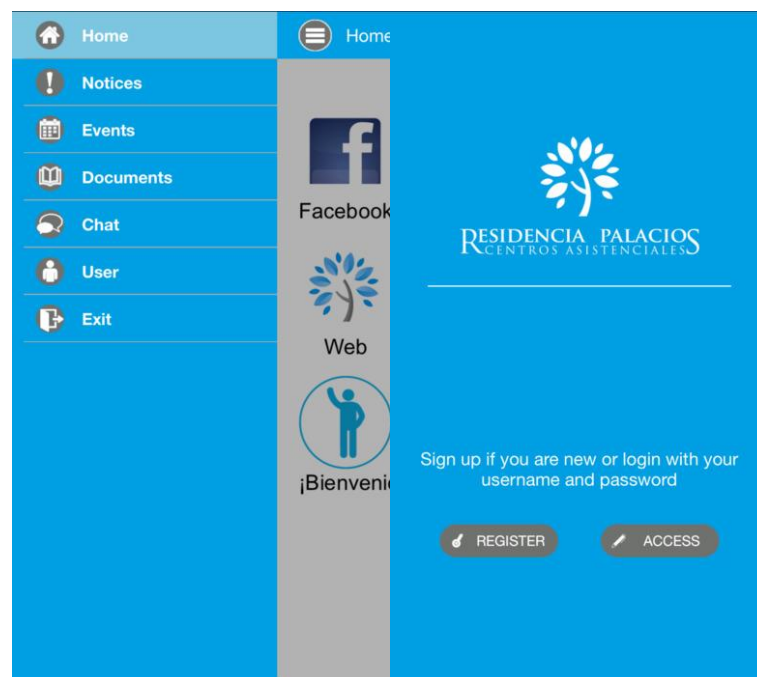 Home
Notices
Events
Documents
Chat
User
Exit
Home
Facebook
Web
¡Bienveni
RESIDENCIA PALACIOS
CENTROS ASISTENCIALES
Sign up if you are new or login with your
username and password
REGISTER
ACCESS